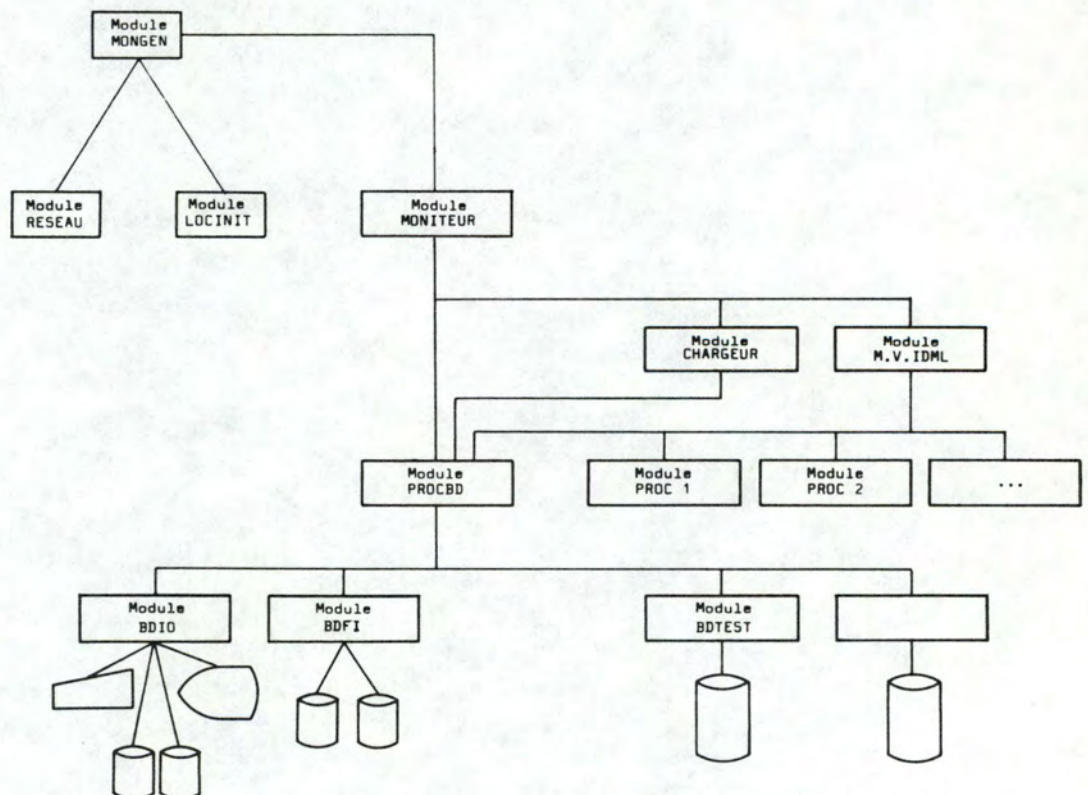 Module
MONGEN
Module
RESEAU
Module
LOCINIT
Module
MONITEUR
Module
CHARGEUR
Module
M.V.IDML
Module
PROCBD
Module
PROC 1
Module
PROC 2
...
Module
BDIO
Module
BDFI
Module
BDTEST